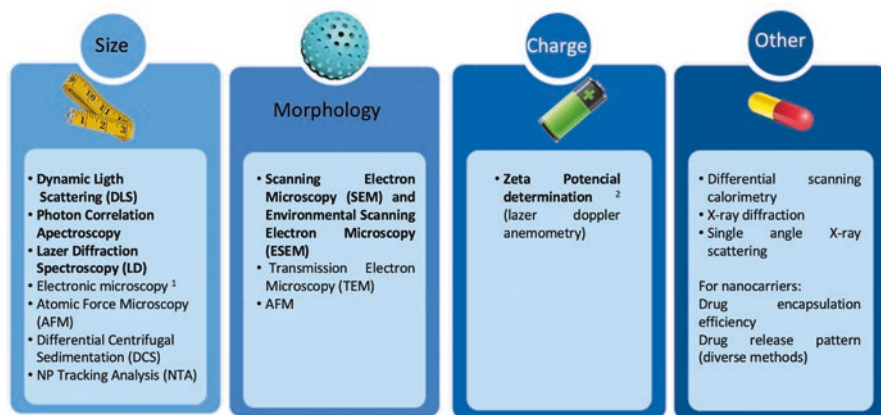 Size
Dynamic Ligth
Scattering (DLS)
Photon Correlation
Apectroscopy
Lazer Diffraction
Spectroscopy (LD)
Electronic microscopy 1
Atomic Force Microscopy
(AFM)
Differential Centrifugal
Sedimentation (DCS)
NP Tracking Analysis (NTA)
Morphology
Scanning Electron
Microscopy (SEM) and
Environmental Scanning
Electron Microscopy
(ESEM)
Transmission Electron
Microscopy (TEM)
AFM
Charge
Zeta Potencial
determination 2
(lazer doppler
anemometry)
Other
Differential scanning
calorimetry
X-ray diffraction
Single angle X-ray
scattering
For nanocarriers:
Drug encapsulation
efficiency
Drug release pattern
(diverse methods)